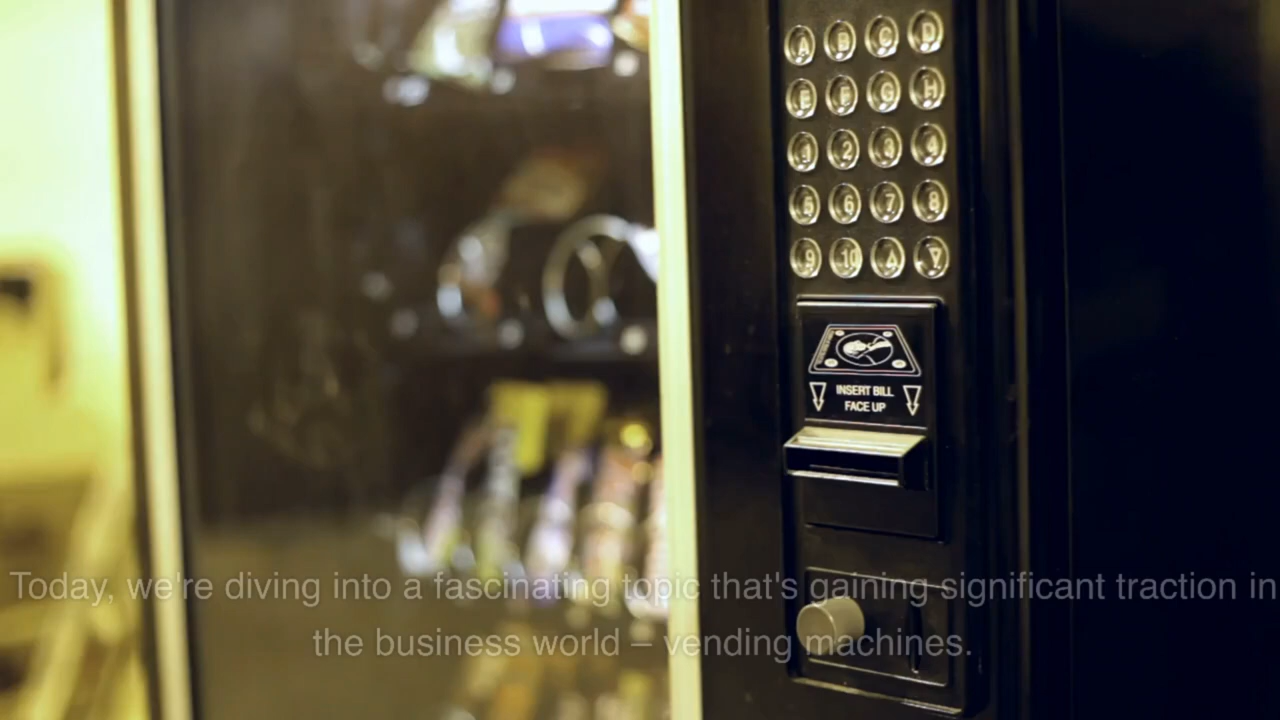 A B C D
E F G H
1 2 3 4
5 6 7 8
9 10
INSERT BILL
FACE UP
Today, we're diving into a fascinating topic that's gaining significant traction in
the business world – vending machines.